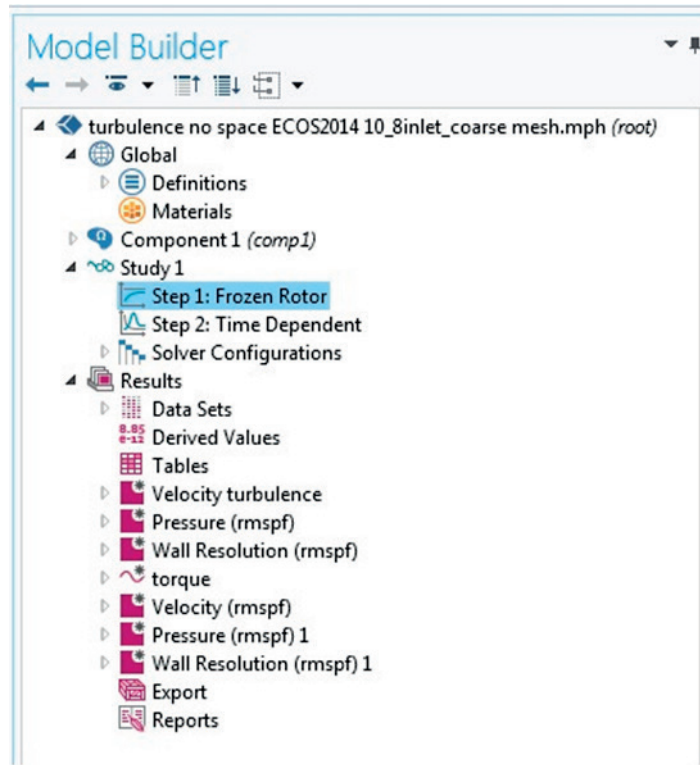 Model Builder
turbulence no space ECOS2014 10_8inlet_coarse mesh.mph (root)
Global
Definitions
Materials
Component 1 (comp1)
Study 1
Step 1: Frozen Rotor
Step 2: Time Dependent
Solver Configurations
Results
Data Sets
8.85
e-12
Derived Values
Tables
Velocity turbulence
Pressure (rmspf)
Wall Resolution (rmspf)
torque
Velocity (rmspf)
Pressure (rmspf) 1
Wall Resolution (rmspf) 1
Export
Reports